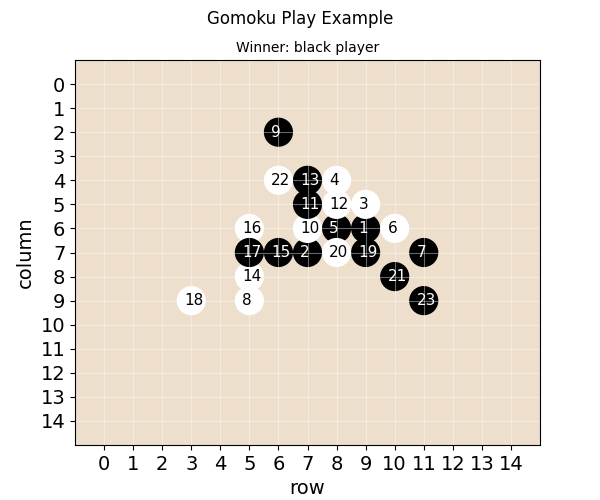 Gomoku Play Example
Winner: black player
0
1
2
9
3
4 22 13 4
5 11 12 3
6 16 10 5 1 6
column
7 17 15 2 20 19 7
8 14 21
9 18 8 23
10
11
12
13
14
0 1 2 3 4 5 6 7 8 9 10 11 12 13 14
row